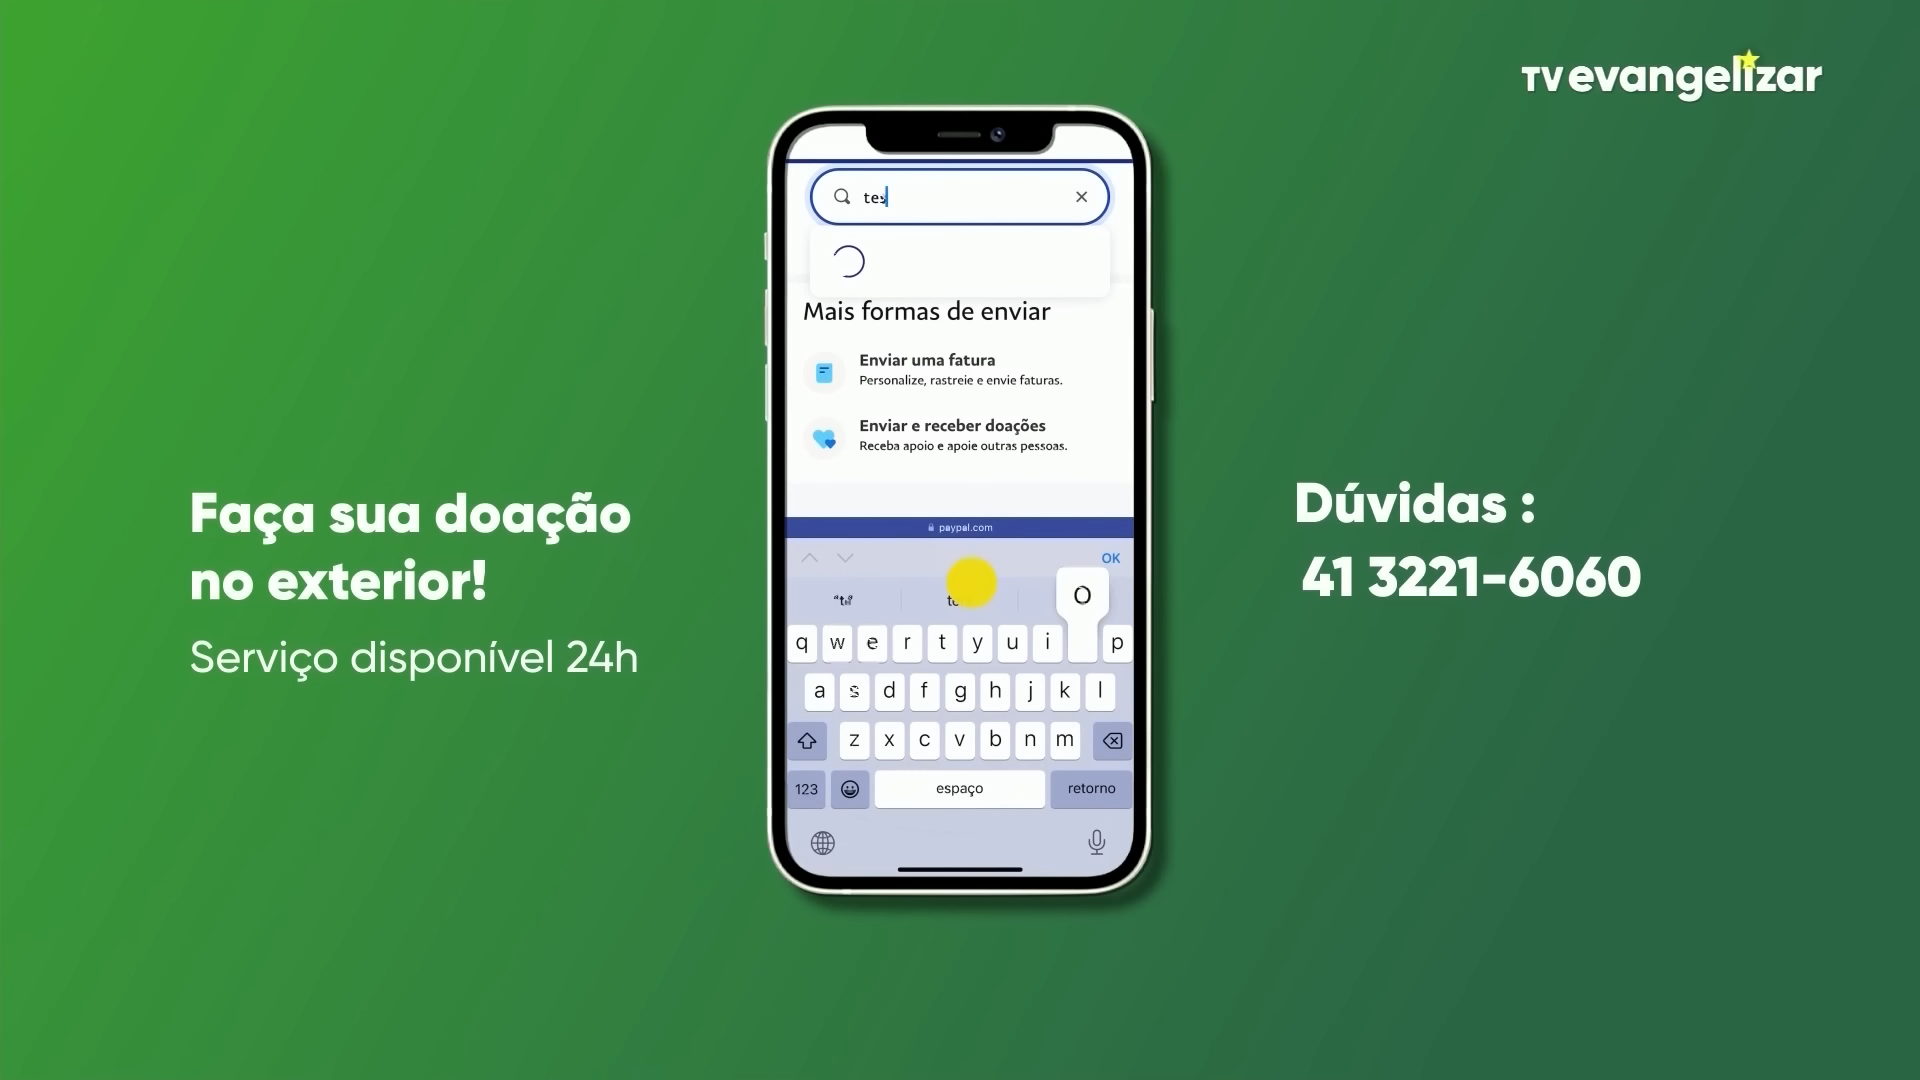 TV evangelizar
Faça sua doação
no exterior!
Serviço disponível 24h
Mais formas de enviar
Enviar uma fatura
Personalize, rastreie e envie faturas.
Enviar e receber doações
Receba apoio e apoie outras pessoas.
paypal.com
OK
O
q w e r t y u i p
a s d f g h j k l
z x c v b n m
123 espaço retorno
Dúvidas :
41 3221-6060